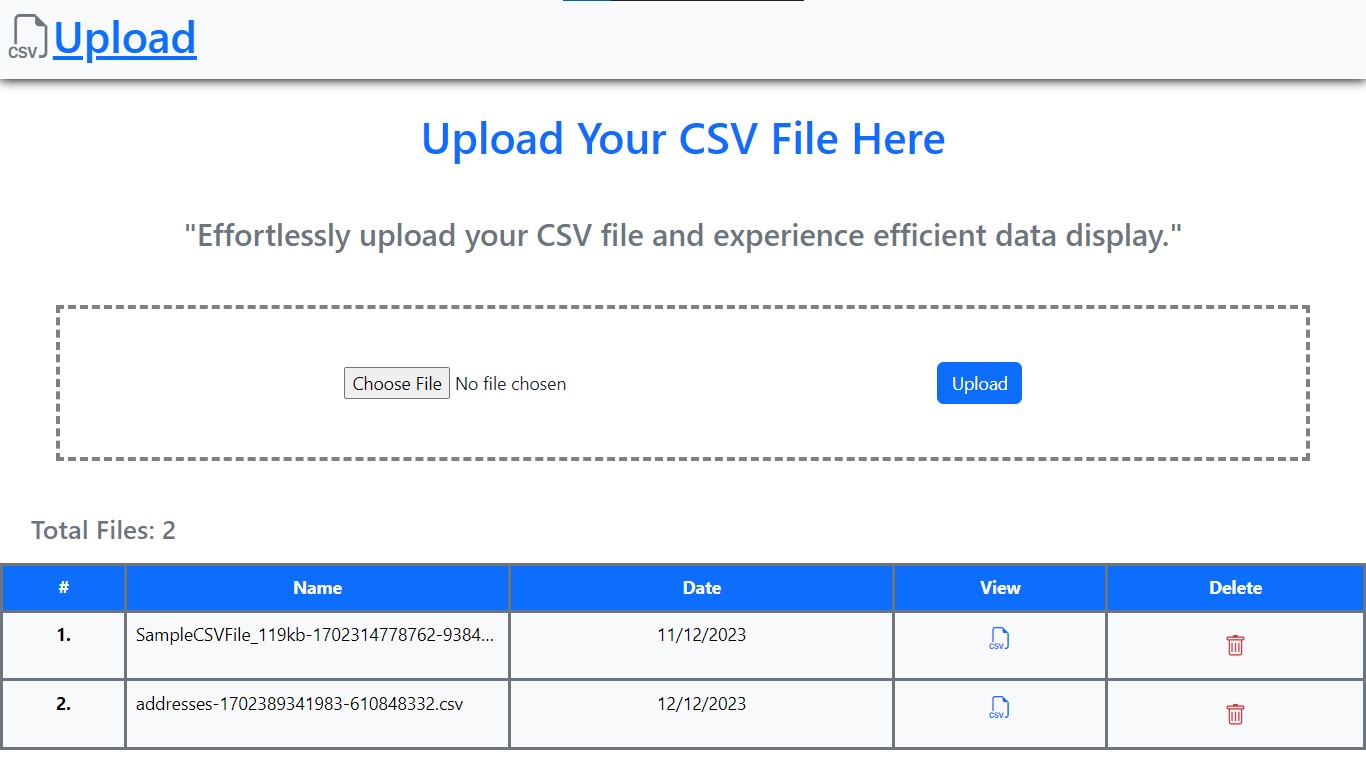 CSV Upload
Upload Your CSV File Here
"Effortlessly upload your CSV file and experience efficient data display."
Choose File No file chosen Upload
Total Files: 2
# Name Date View Delete
1. SampleCSVFile_119kb-1702314778762-9384... 11/12/2023 CSV
2. addresses-1702389341983-610848332.csv 12/12/2023 CSV